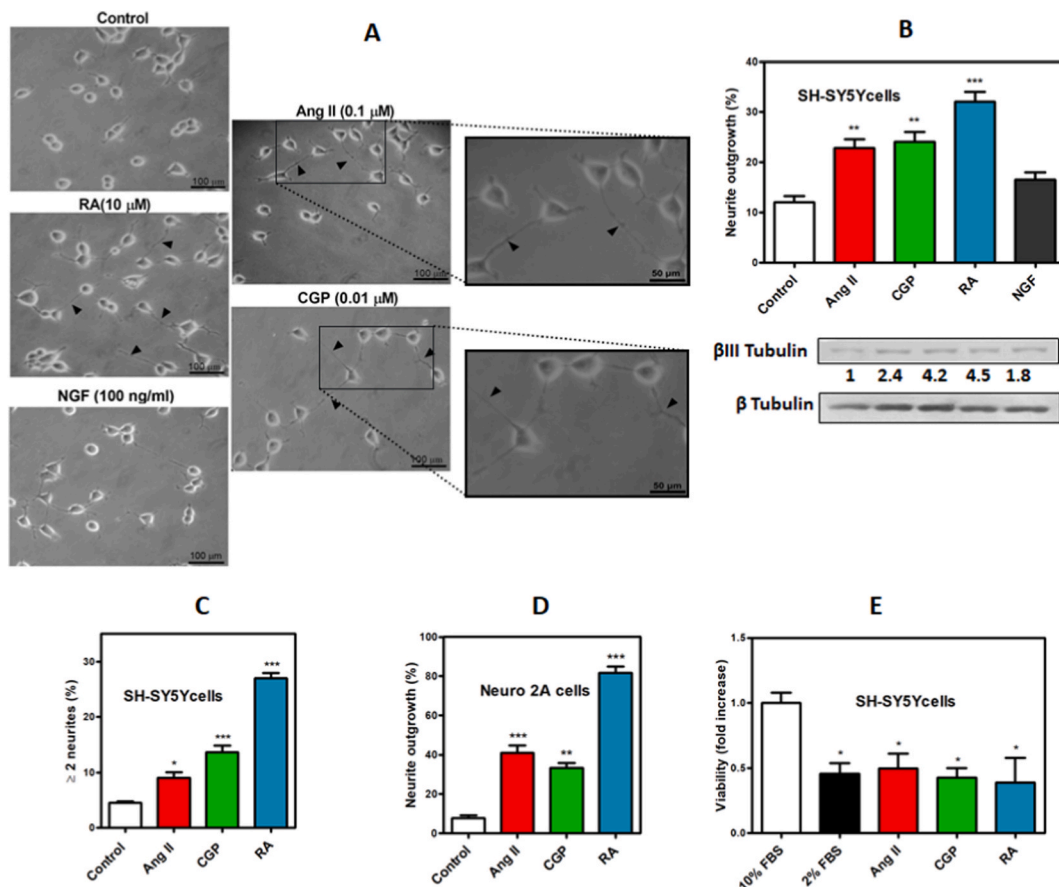 A
Control
100 µm
RA(10 µM)
100 µm
NGF (100 ng/ml)
100 µm
Ang II (0.1 µM)
100 µm
50 µm
CGP (0.01 µM)
100 µm
50 µm
B
Neurite outgrowth (%)
40
30
20
10
0
SH-SY5Ycells
**
**
***
Control
Ang II
CGP
RA
NGF
βIII Tubulin
1 2.4 4.2 4.5 1.8
β Tubulin
C
≥ 2 neurites (%)
30
20
10
0
SH-SY5Ycells
*
***
***
Control
Ang II
CGP
RA
D
Neurite outgrowth (%)
100
80
60
40
20
0
Neuro 2A cells
***
**
***
Control
Ang II
CGP
RA
E
Viability (fold increase)
1.5
1.0
0.5
0.0
SH-SY5Ycells
*
*
*
*
10% FBS
2% FBS
Ang II
CGP
RA